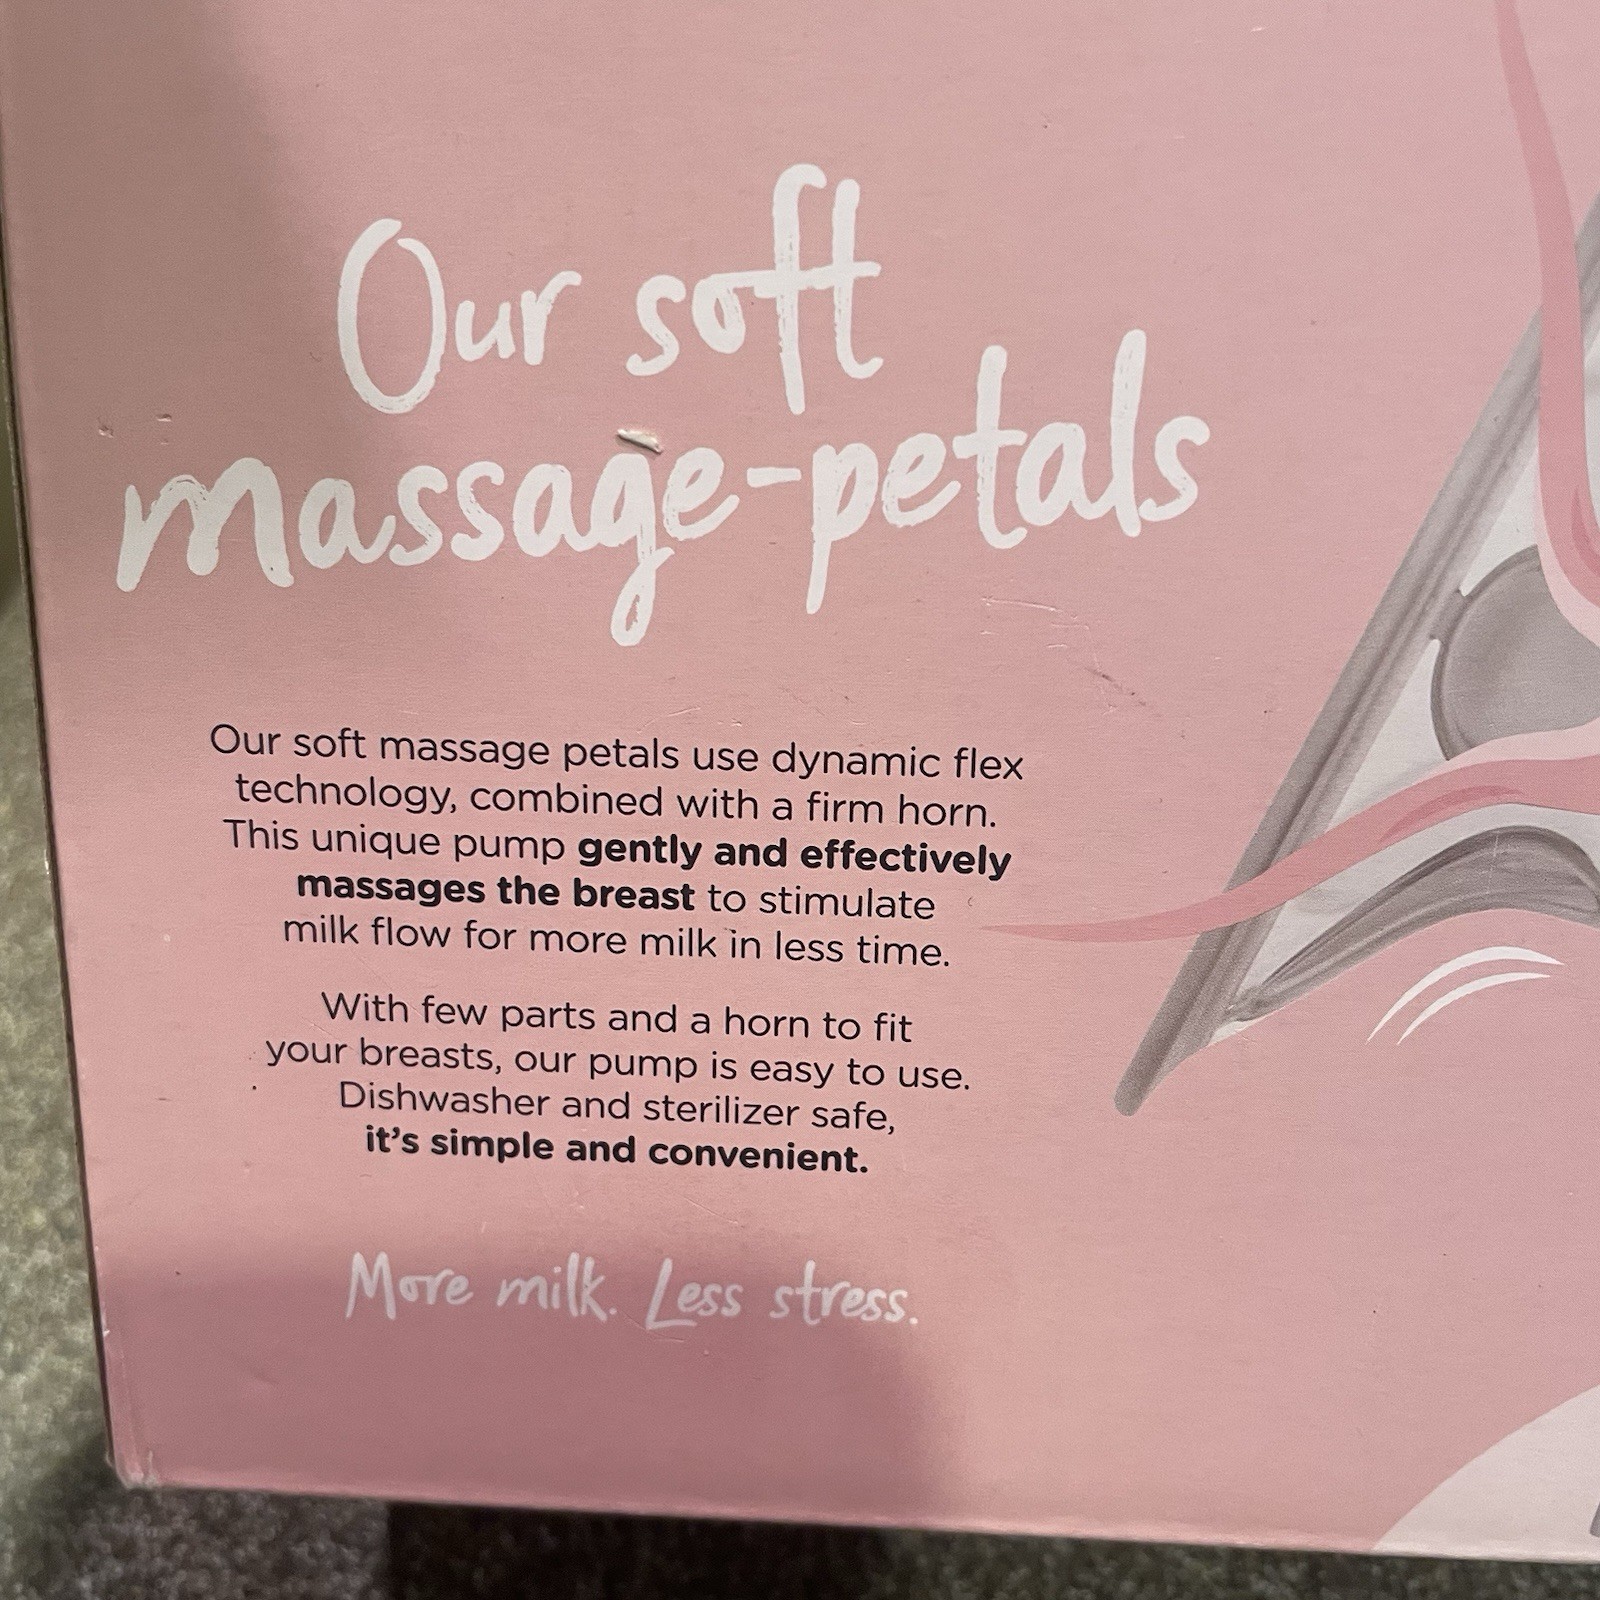 Our soft
massage-petals
Our soft massage petals use dynamic flex
technology, combined with a firm horn.
This unique pump gently and effectively
massages the breast to stimulate
milk flow for more milk in less time.
With few parts and a horn to fit
your breasts, our pump is easy to use.
Dishwasher and sterilizer safe,
it's simple and convenient.
More milk. Less stress.